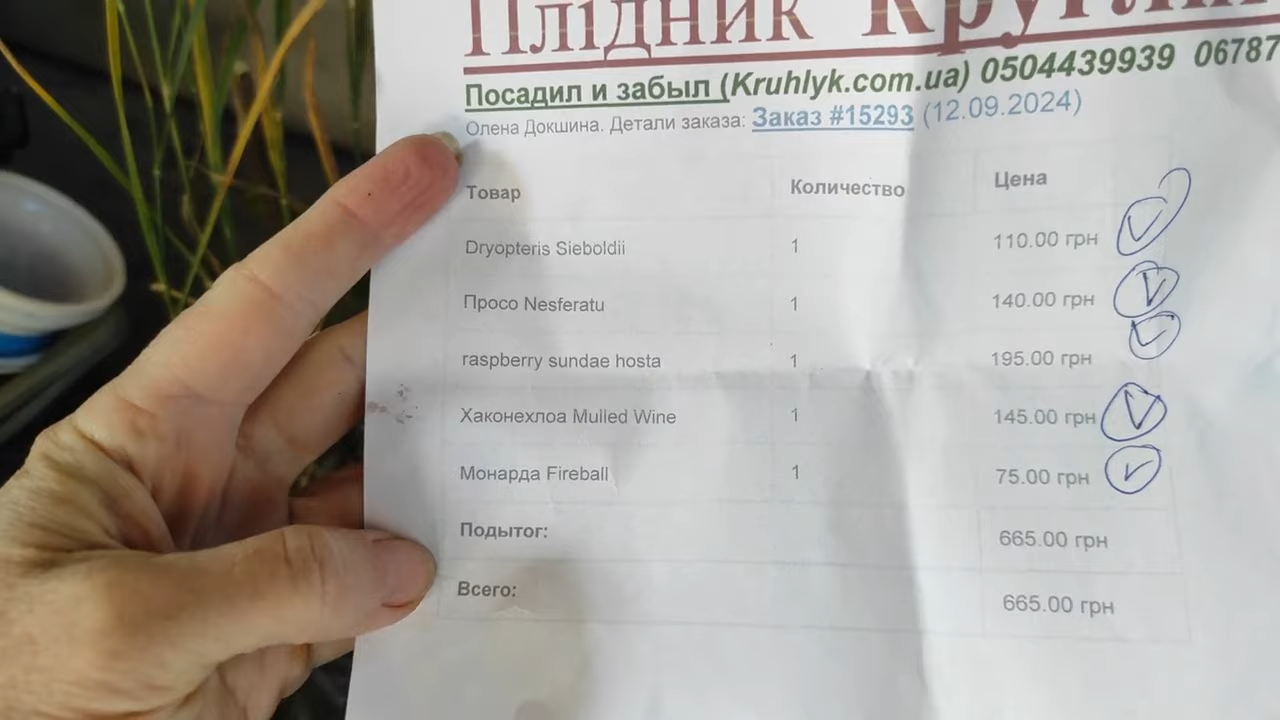 Плідник
Посадил и забыл (Kruhlyk.com.ua) 0504439939 06787
Олена Докшина. Детали заказа: Заказ #15293 (12.09.2024)
Товар Количество Цена
Dryopteris Sieboldii 1 110.00 грн
Просо Nesferatu 1 140.00 грн
raspberry sundae hosta 1 195.00 грн
Хаконехлоа Mulled Wine 1 145.00 грн
Монарда Fireball 1 75.00 грн
Подытог: 665.00 грн
Всего: 665.00 грн